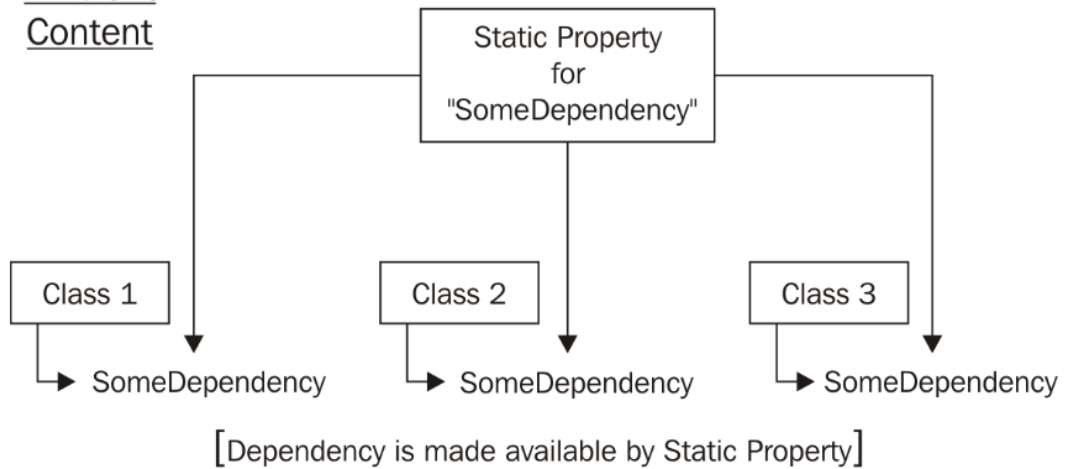 Content
Static Property
for
"SomeDependency"
Class 1
Class 2
Class 3
SomeDependency
SomeDependency
SomeDependency
[Dependency is made available by Static Property]